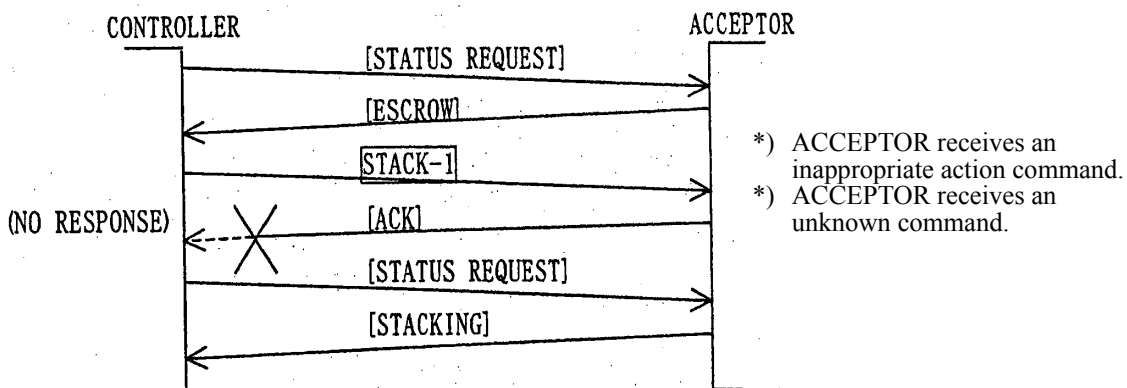 CONTROLLER
ACCEPTOR
[STATUS REQUEST]
[ESCROW]
STACK-1
(NO RESPONSE)
[ACK]
[STATUS REQUEST]
[STACKING]
*) ACCEPTOR receives an
inappropriate action command.
*) ACCEPTOR receives an
unknown command.